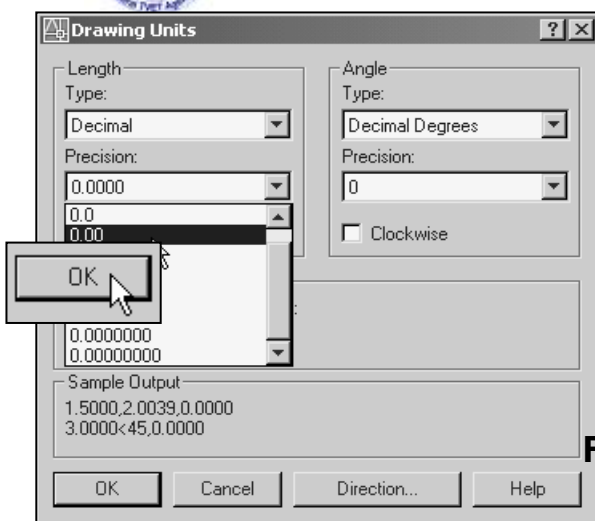 TVET
Drawing Units
Length
Type:
Decimal
Precision:
0.0000
0.0
0.00
0.0000000
0.00000000
Angle
Type:
Decimal Degrees
Precision:
0
Clockwise
OK
:
Sample Output
1.5000,2.0039,0.0000
3.0000<45,0.0000
F
OK Cancel Direction... Help